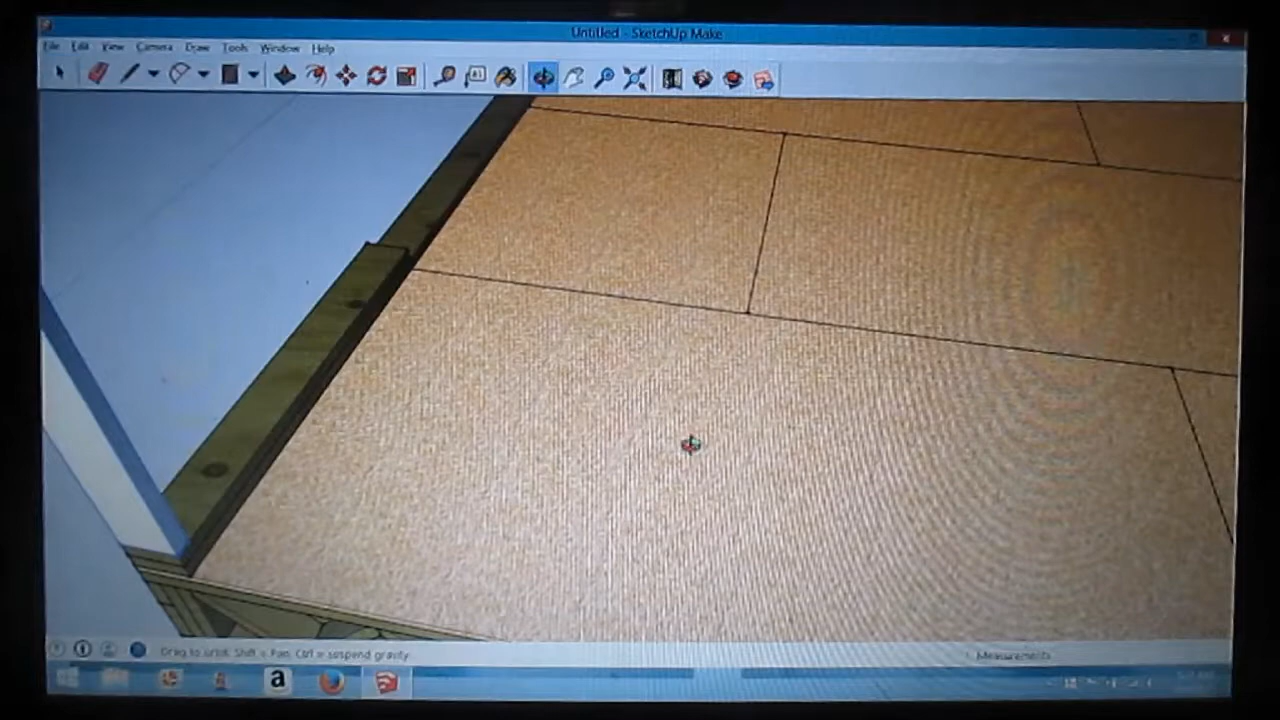 Untitled - SketchUp Make
File Edit View Camera Draw Tools Window Help
A1
Drag to orbit. Shift = Pan, Ctrl = suspend gravity
Measurements
a